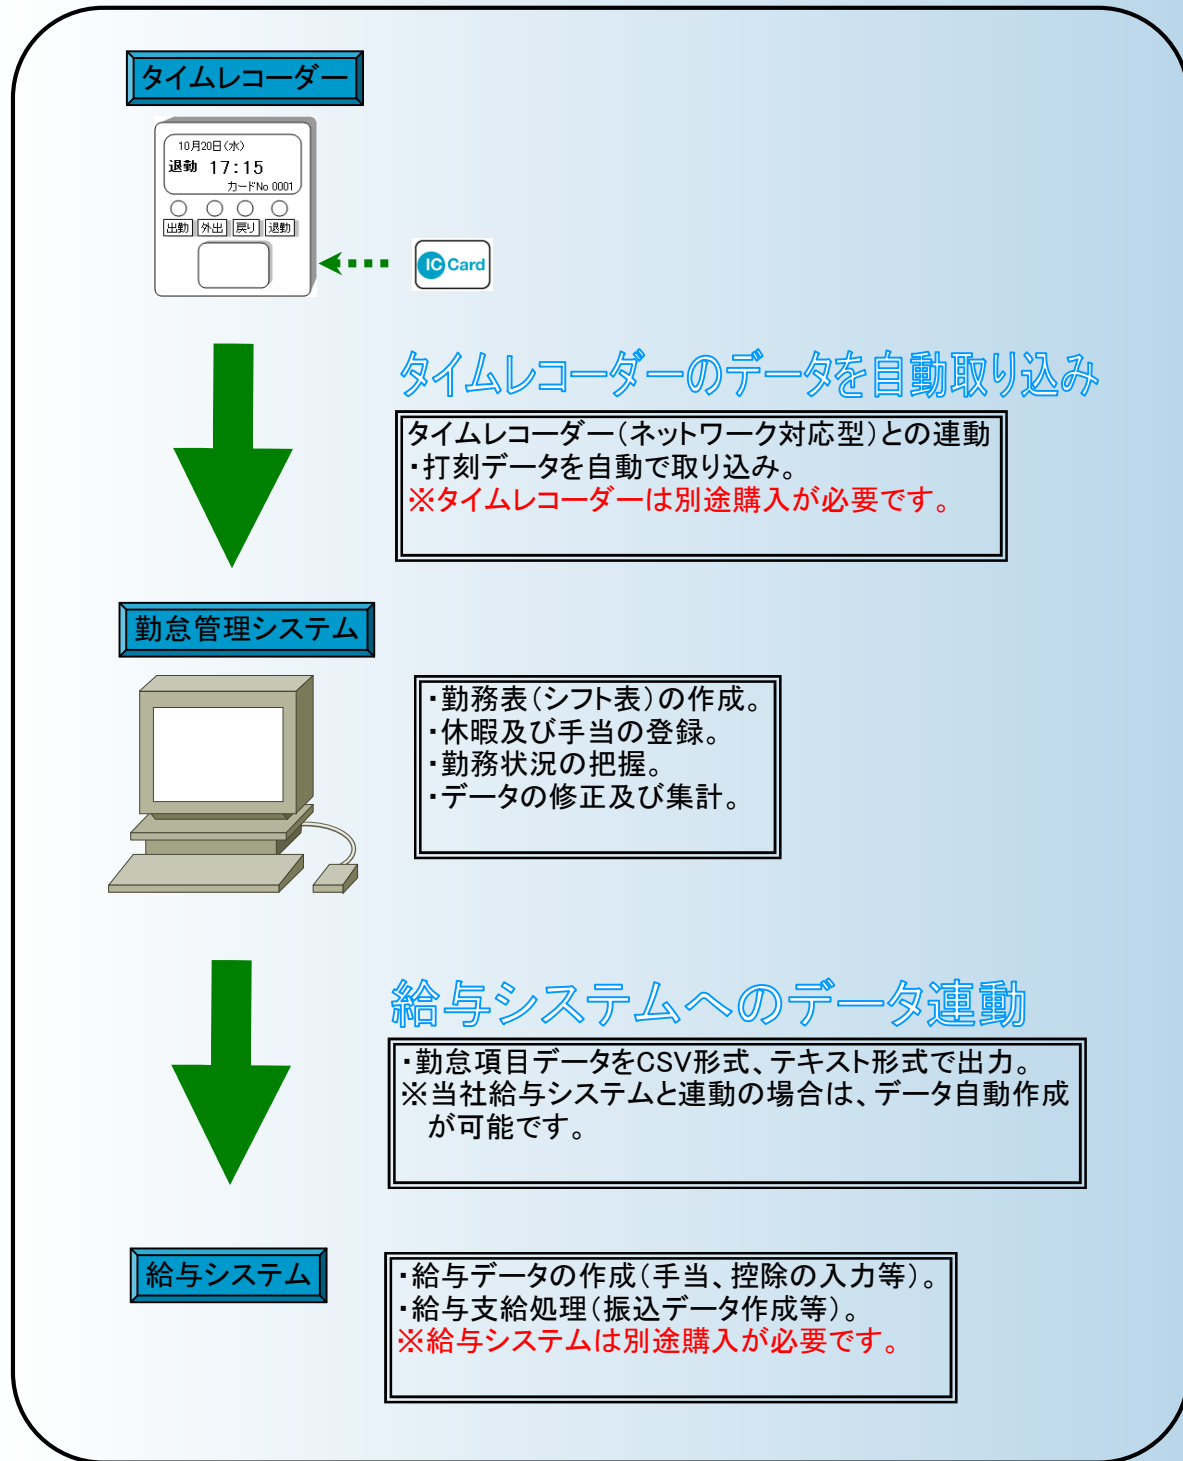 タイムレコーダー
10月20日(水)
退勤 17:15
カードNo 0001
出勤 外出 戻り 退勤
IC Card
タイムレコーダーのデータを自動取り込み
タイムレコーダー(ネットワーク対応型)との連動
・打刻データを自動で取り込み。
※タイムレコーダーは別途購入が必要です。
勤怠管理システム
・勤務表(シフト表)の作成。
・休暇及び手当の登録。
・勤務状況の把握。
・データの修正及び集計。
給与システムへのデータ連動
・勤怠項目データをCSV形式、テキスト形式で出力。
※当社給与システムと連動の場合は、データ自動作成
が可能です。
給与システム
・給与データの作成(手当、控除の入力等)。
・給与支給処理(振込データ作成等)。
※給与システムは別途購入が必要です。